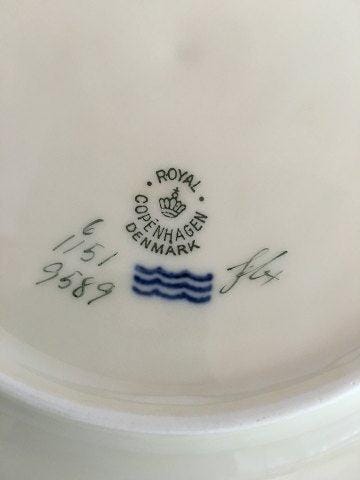 · ROYAL ·
COPENHAGEN
DENMARK
6
1151
9589